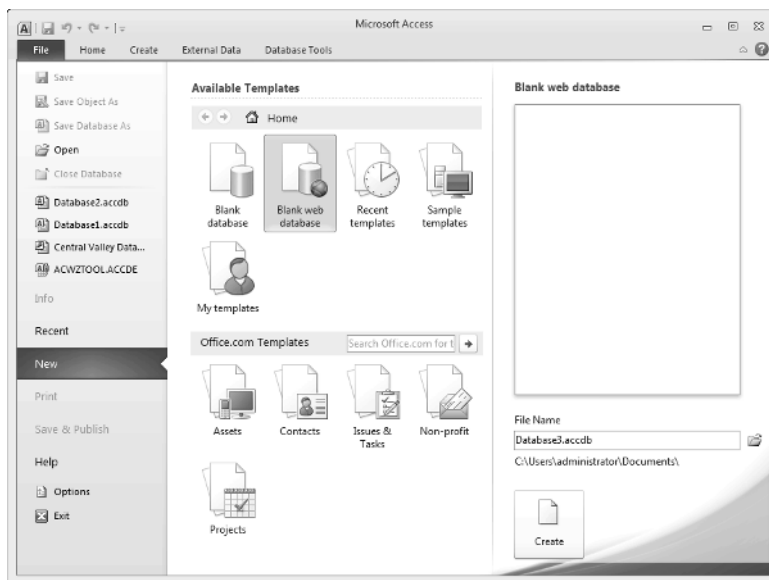 Microsoft Access
File Home Create External Data Database Tools
Save
Save Object As
Save Database As
Open
Close Database
Database2.accdb
Database1.accdb
Central Valley Data...
ACWZTOOL.ACCDE
Info
Recent
New
Print
Save & Publish
Help
Options
Exit
Available Templates
Home
Blank database
Blank web database
Recent templates
Sample templates
My templates
Office.com Templates
Search Office.com for t
Assets
Contacts
Issues & Tasks
Non-profit
Projects
Blank web database
File Name
Database3.accdb
C:\Users\administrator\Documents\
Create